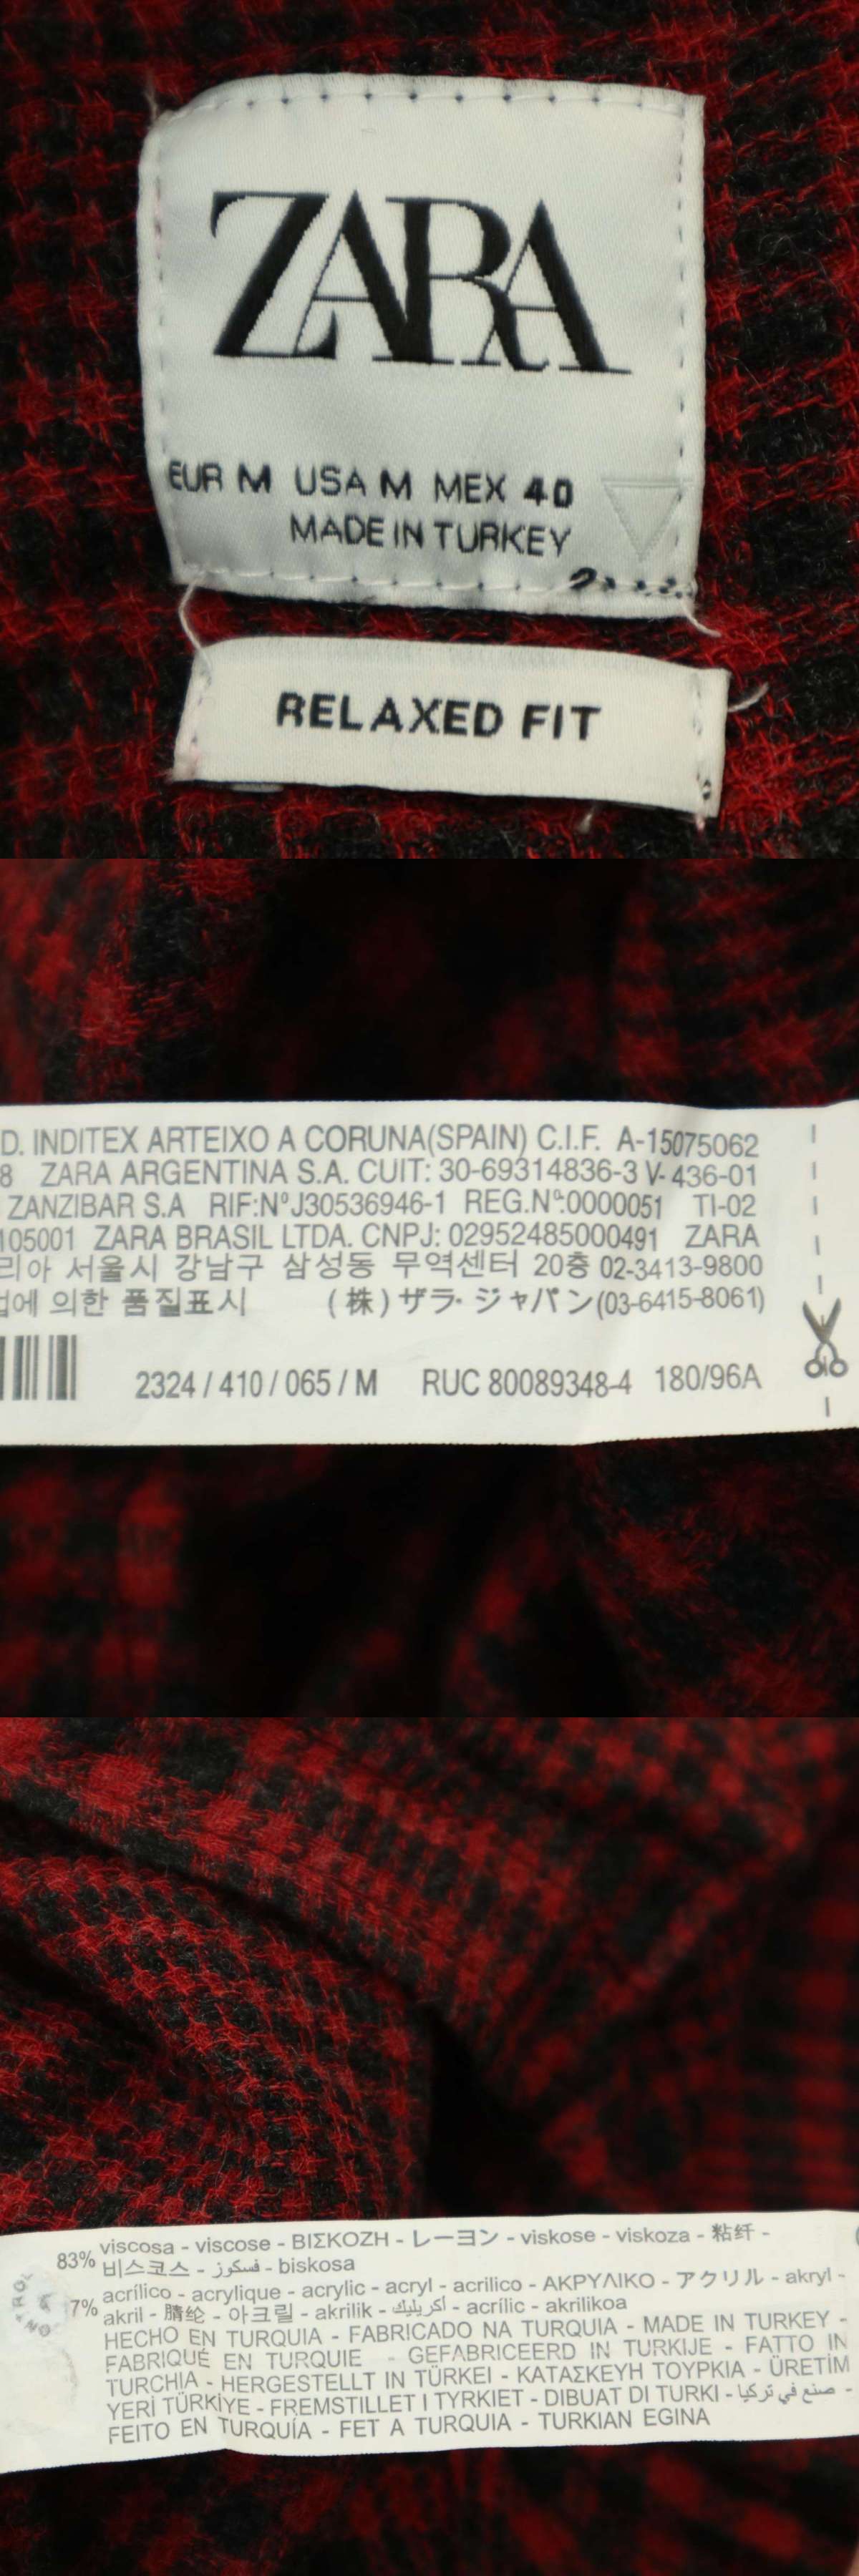 ZARA
EUR M USA M MEX 40
MADE IN TURKEY
RELAXED FIT
D. INDITEX ARTEIXO A CORUNA(SPAIN) C.I.F. A-15075062
8 ZARA ARGENTINA S.A. CUIT: 30-69314836-3 V-436-01
ZANZIBAR S.A RIF:NºJ30536946-1 REG.Nº:0000051 TI-02
105001 ZARA BRASIL LTDA. CNPJ: 02952485000491 ZARA
리아 서울시 강남구 삼성동 무역센터 20층 02-3413-9800
법에 의한 품질표시 (株)ザラ・ジャパン(03-6415-8061)
2324 / 410 / 065 / M RUC 80089348-4 180/96A
83% viscosa - viscose - ΒΙΣΚΟΖΗ - レーヨン - viskose - viskoza - 粘纤 -
비스코스 - فسكوز - biskosa
7% acrílico - acrylique - acrylic - acryl - acrilico - ΑΚΡΥΛΙΚΟ - アクリル - akryl -
akril - 腈纶 - 아크릴 - akrilik - أكريليك - acrílic - akrilikoa
HECHO EN TURQUIA - FABRICADO NA TURQUIA - MADE IN TURKEY -
FABRIQUÉ EN TURQUIE - GEFABRICEERD IN TURKIJE - FATTO IN
TURCHIA - HERGESTELLT IN TÜRKEI - ΚΑΤΑΣΚΕΥΗ ΤΟΥΡΚΙΑ - ÜRETİM
YERİ TÜRKİYE - FREMSTILLET I TYRKIET - DIBUAT DI TURKI - صنع في تركيا -
FEITO EN TURQUÍA - FET A TURQUIA - TURKIAN EGINA